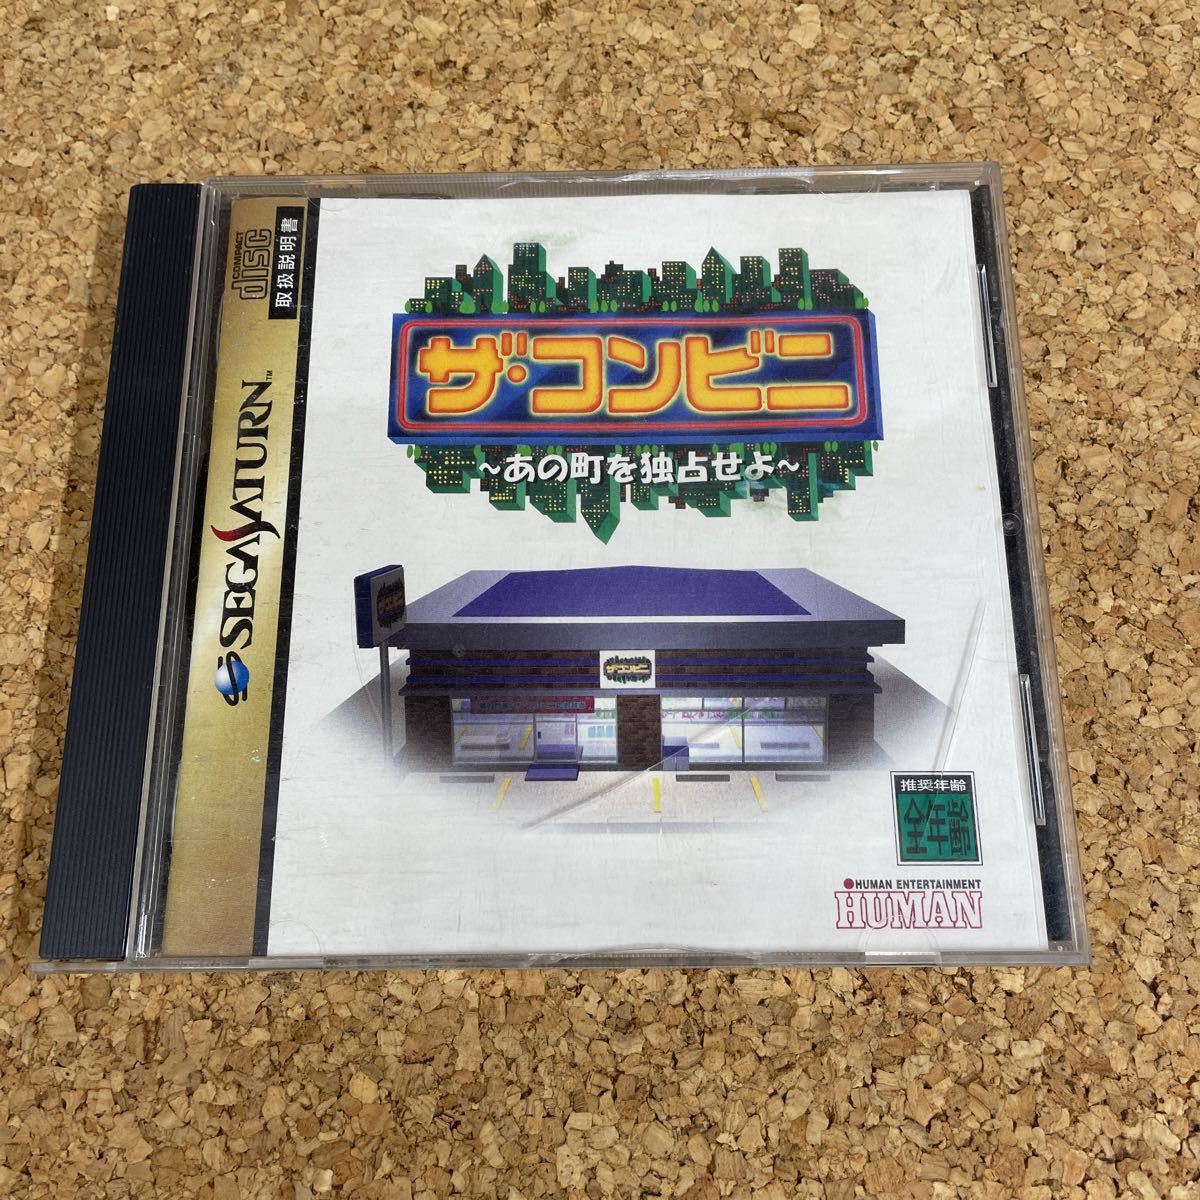 COMPACT
disc
取扱説明書
SEGA SATURN™
ザ・コンビニ
～あの町を独占せよ～
ザ・コンビニ
推奨年齢
全年齢
HUMAN ENTERTAINMENT
HUMAN